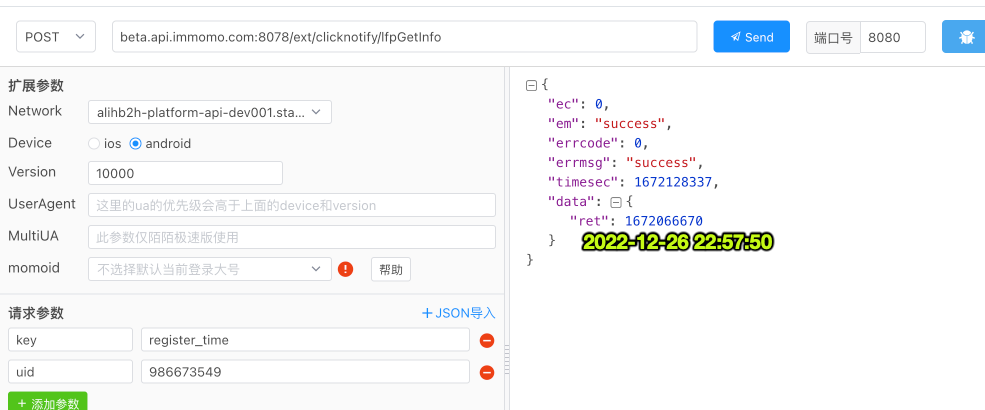 POST beta.api.immomo.com:8078/ext/clicknotify/lfpGetInfo Send 端口号 8080
扩展参数
Network alihb2h-platform-api-dev001.sta...
Device ios android
Version 10000
UserAgent 这里的ua的优先级会高于上面的device和version
MultiUA 此参数仅陌陌极速版使用
momoid 不选择默认当前登录大号 帮助
请求参数 +JSON导入
key register_time
uid 986673549
+ 添加参数
{
"ec": 0,
"em": "success",
"errcode": 0,
"errmsg": "success",
"timesec": 1672128337,
"data": {
"ret": 1672066670
} 2022-12-26 22:57:50
}